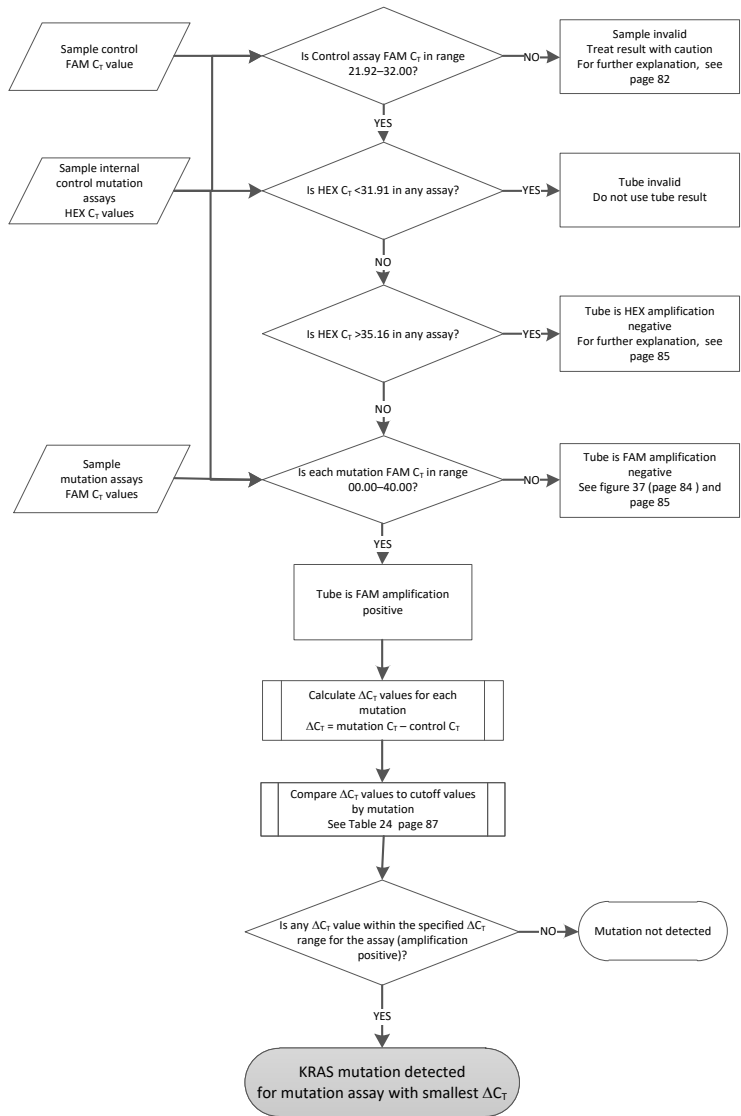 Sample control
FAM CT value
Is Control assay FAM CT in range
21.92–32.00?
NO
Sample invalid
Treat result with caution
For further explanation, see
page 82
YES
Sample internal
control mutation
assays
HEX CT values
Is HEX CT <31.91 in any assay?
YES
Tube invalid
Do not use tube result
NO
Is HEX CT >35.16 in any assay?
YES
Tube is HEX amplification
negative
For further explanation, see
page 85
NO
Sample
mutation assays
FAM CT values
Is each mutation FAM CT in range
00.00–40.00?
NO
Tube is FAM amplification
negative
See figure 37 (page 84 ) and
page 85
YES
Tube is FAM amplification
positive
Calculate ΔCT values for each
mutation
ΔCT = mutation CT – control CT
Compare ΔCT values to cutoff values
by mutation
See Table 24 page 87
Is any ΔCT value within the specified ΔCT
range for the assay (amplification
positive)?
NO
Mutation not detected
YES
KRAS mutation detected
for mutation assay with smallest ΔCT